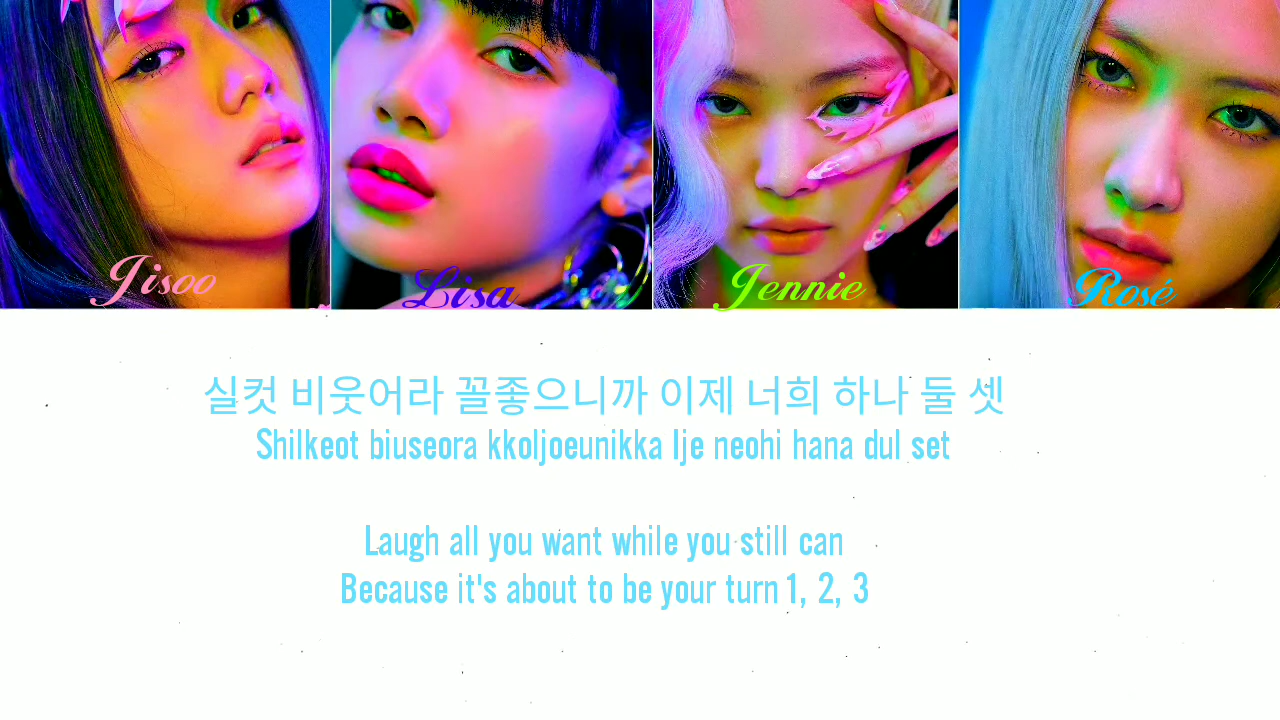 Jisoo
Lisa
Jennie
Rosé
실컷 비웃어라 꼴좋으니까 이제 너희 하나 둘 셋
Shilkeot biuseora kkoljoeunikka Ije neohi hana dul set
Laugh all you want while you still can
Because it's about to be your turn 1, 2, 3